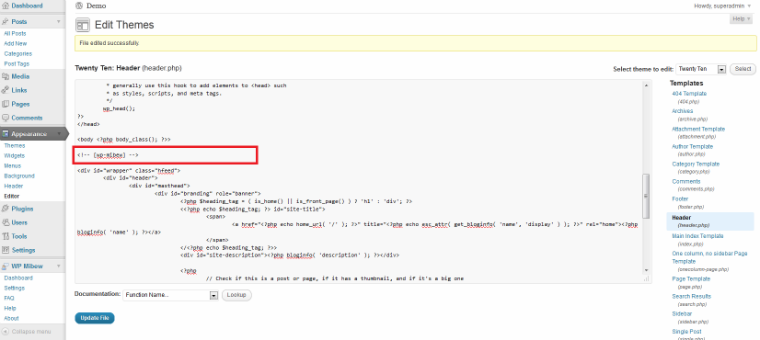 Dashboard
Posts
All Posts
Add New
Categories
Post Tags
Media
Links
Pages
Comments
Appearance
Themes
Widgets
Menus
Background
Header
Editor
Plugins
Users
Tools
Settings
WP Mibew
Dashboard
Settings
FAQ
Help
About
Collapse menu
Demo
Howdy, superadmin
Help
Edit Themes
File edited successfully.
Twenty Ten: Header (header.php)
Select theme to edit: Twenty Ten Select
* generally use this hook to add elements to <head> such
* as styles, scripts, and meta tags.
*/
wp_head();
?>
</head>
<body <?php body_class(); ?>>
<!-- [wp-mibew] -->
<div id="wrapper" class="hfeed">
<div id="header">
<div id="masthead">
<div id="branding" role="banner">
<?php $heading_tag = ( is_home() || is_front_page() ) ? 'h1' : 'div'; ?>
<<?php echo $heading_tag; ?> id="site-title">
<span>
<a href="<?php echo home_url( '/' ); ?>" title="<?php echo esc_attr( get_bloginfo( 'name', 'display' ) ); ?>" rel="home"><?php
bloginfo( 'name' ); ?></a>
</span>
</<?php echo $heading_tag; ?>>
<div id="site-description"><?php bloginfo( 'description' ); ?></div>
<?php
// Check if this is a post or page, if it has a thumbnail, and if it's a big one
Documentation: Function Name... Lookup
Update File
Templates
404 Template
(404.php)
Archives
(archive.php)
Attachment Template
(attachment.php)
Author Template
(author.php)
Category Template
(category.php)
Comments
(comments.php)
Footer
(footer.php)
Header
(header.php)
Main Index Template
(index.php)
One column, no sidebar Page
Template
(onecolumn-page.php)
Page Template
(page.php)
Search Results
(search.php)
Sidebar
(sidebar.php)
Single Post